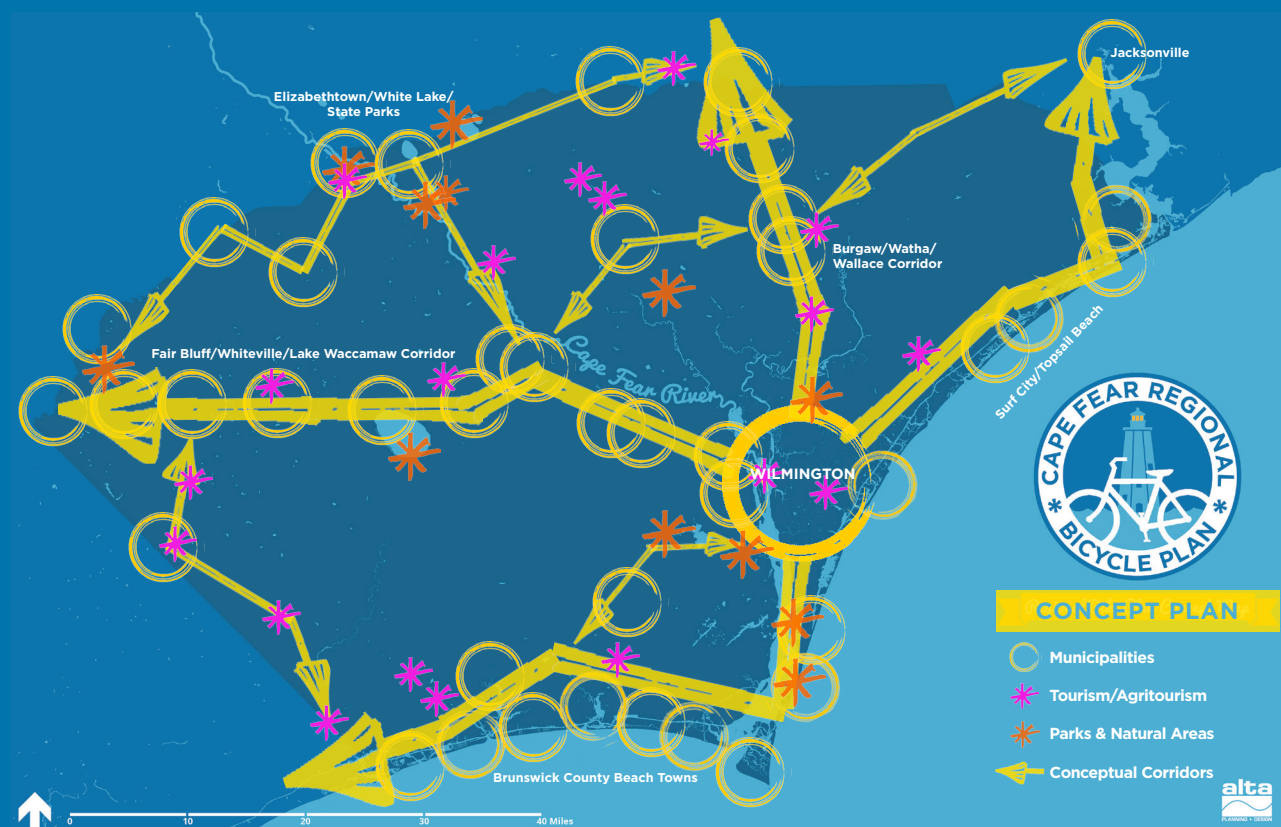 Jacksonville
Elizabethtown/White Lake/
State Parks
Burgaw/Watha/
Wallace Corridor
Surf City/Topsail Beach
Fair Bluff/Whiteville/Lake Waccamaw Corridor
Cape Fear River
WILMINGTON
CAPE FEAR REGIONAL
* BICYCLE PLAN *
CONCEPT PLAN
Municipalities
Tourism/Agritourism
Parks & Natural Areas
Conceptual Corridors
Brunswick County Beach Towns
0 10 20 30 40 Miles
alta
PLANNING + DESIGN